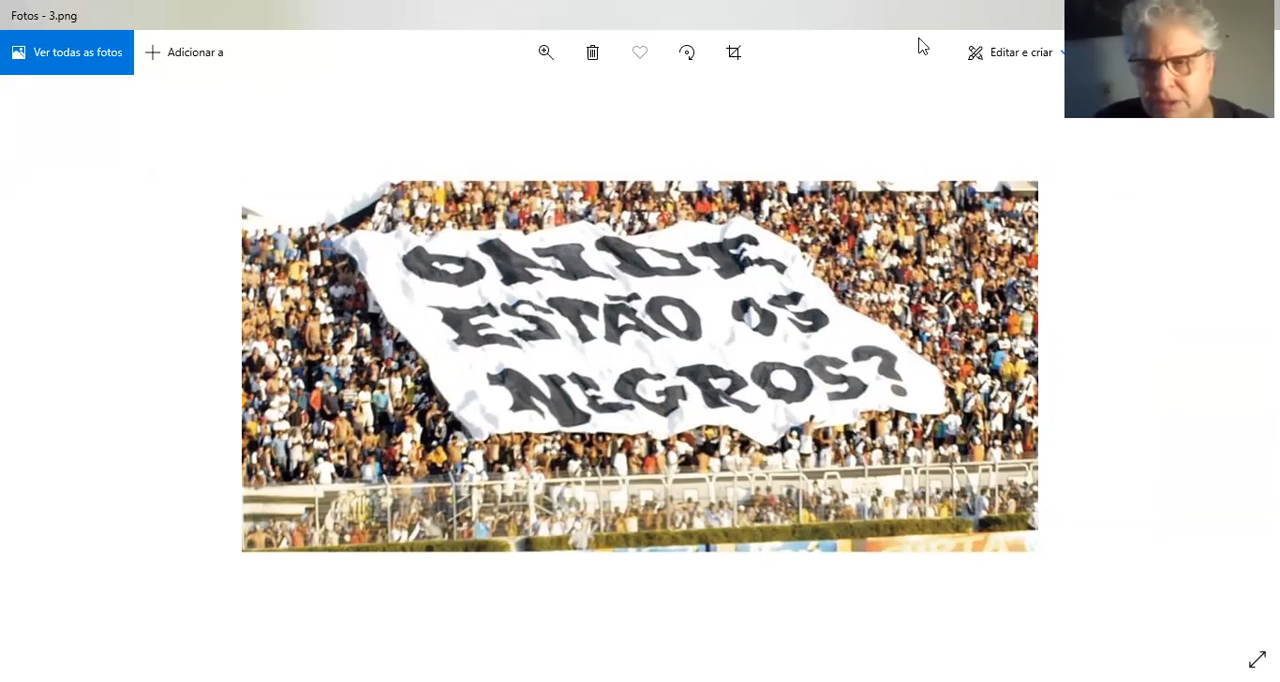 Fotos - 3.png
Ver todas as fotos
Adicionar a
Editar e criar
ONDE
ESTÃO OS
NEGROS?